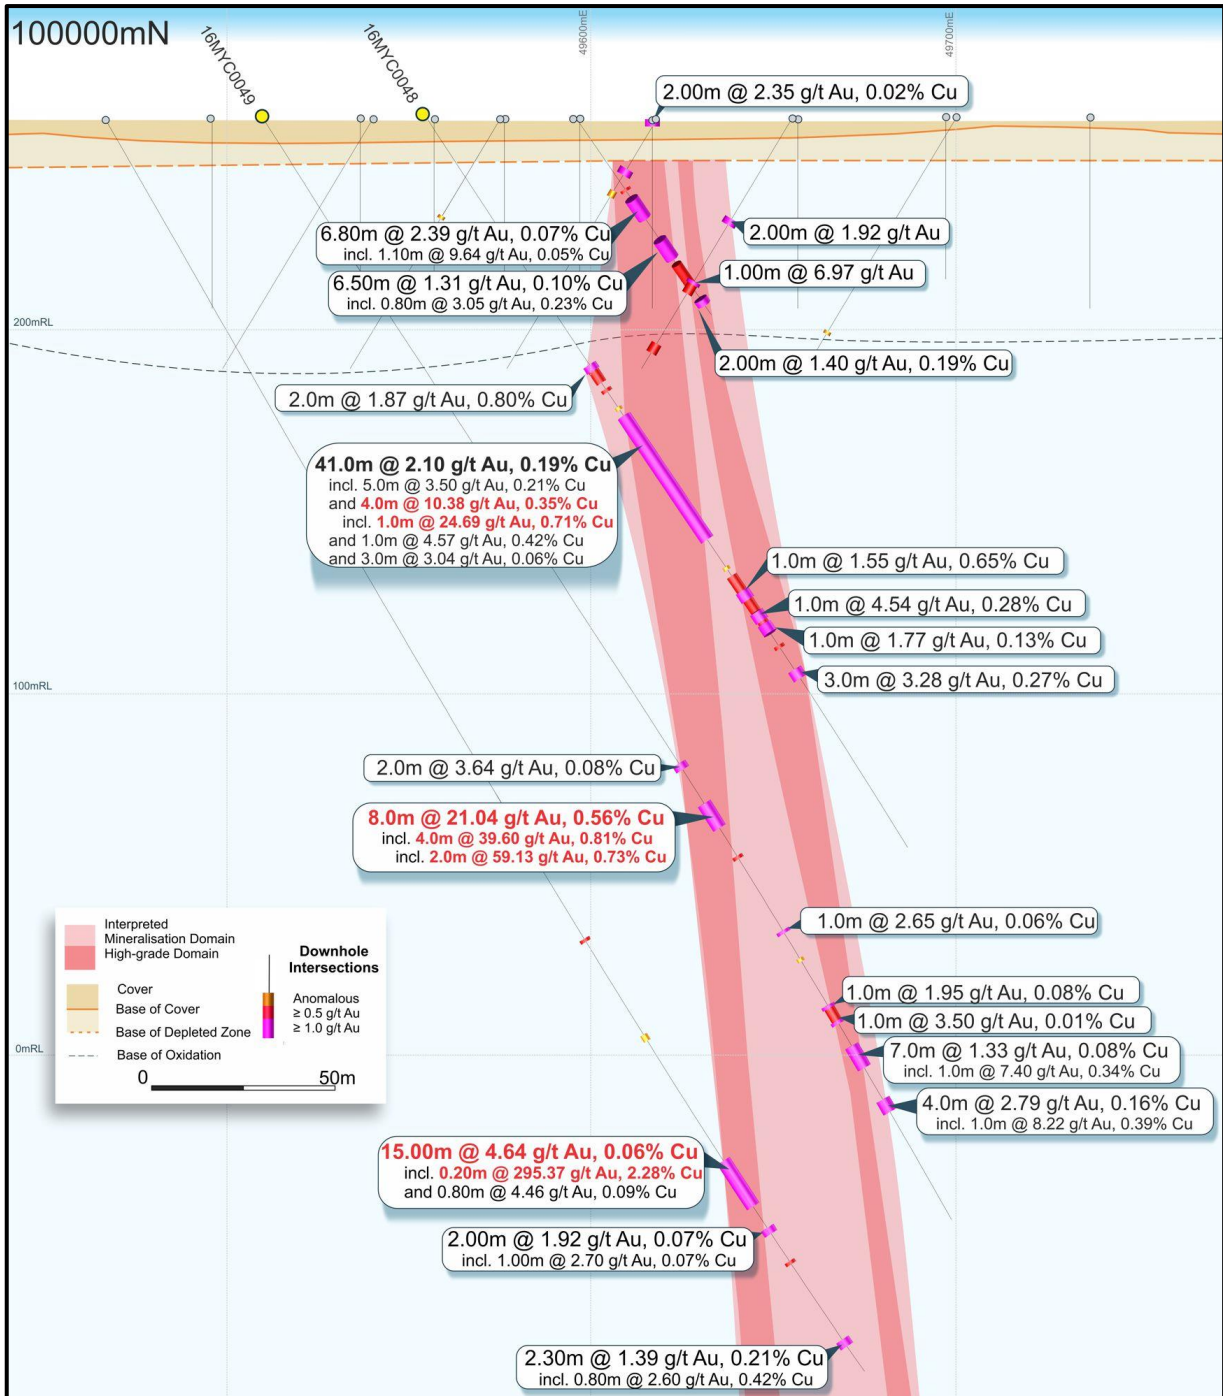 100000mN
16MYC0049
16MYC0048
49600mE
49700mE
2.00m @ 2.35 g/t Au, 0.02% Cu
6.80m @ 2.39 g/t Au, 0.07% Cu
incl. 1.10m @ 9.64 g/t Au, 0.05% Cu
2.00m @ 1.92 g/t Au
6.50m @ 1.31 g/t Au, 0.10% Cu
incl. 0.80m @ 3.05 g/t Au, 0.23% Cu
1.00m @ 6.97 g/t Au
200mRL
2.00m @ 1.40 g/t Au, 0.19% Cu
2.0m @ 1.87 g/t Au, 0.80% Cu
41.0m @ 2.10 g/t Au, 0.19% Cu
incl. 5.0m @ 3.50 g/t Au, 0.21% Cu
and 4.0m @ 10.38 g/t Au, 0.35% Cu
incl. 1.0m @ 24.69 g/t Au, 0.71% Cu
and 1.0m @ 4.57 g/t Au, 0.42% Cu
and 3.0m @ 3.04 g/t Au, 0.06% Cu
1.0m @ 1.55 g/t Au, 0.65% Cu
1.0m @ 4.54 g/t Au, 0.28% Cu
1.0m @ 1.77 g/t Au, 0.13% Cu
3.0m @ 3.28 g/t Au, 0.27% Cu
100mRL
2.0m @ 3.64 g/t Au, 0.08% Cu
8.0m @ 21.04 g/t Au, 0.56% Cu
incl. 4.0m @ 39.60 g/t Au, 0.81% Cu
incl. 2.0m @ 59.13 g/t Au, 0.73% Cu
1.0m @ 2.65 g/t Au, 0.06% Cu
1.0m @ 1.95 g/t Au, 0.08% Cu
1.0m @ 3.50 g/t Au, 0.01% Cu
7.0m @ 1.33 g/t Au, 0.08% Cu
incl. 1.0m @ 7.40 g/t Au, 0.34% Cu
4.0m @ 2.79 g/t Au, 0.16% Cu
incl. 1.0m @ 8.22 g/t Au, 0.39% Cu
0mRL
Interpreted
Mineralisation Domain
High-grade Domain
Cover
Base of Cover
Base of Depleted Zone
Base of Oxidation
Downhole
Intersections
Anomalous
≥ 0.5 g/t Au
≥ 1.0 g/t Au
0 50m
15.00m @ 4.64 g/t Au, 0.06% Cu
incl. 0.20m @ 295.37 g/t Au, 2.28% Cu
and 0.80m @ 4.46 g/t Au, 0.09% Cu
2.00m @ 1.92 g/t Au, 0.07% Cu
incl. 1.00m @ 2.70 g/t Au, 0.07% Cu
2.30m @ 1.39 g/t Au, 0.21% Cu
incl. 0.80m @ 2.60 g/t Au, 0.42% Cu